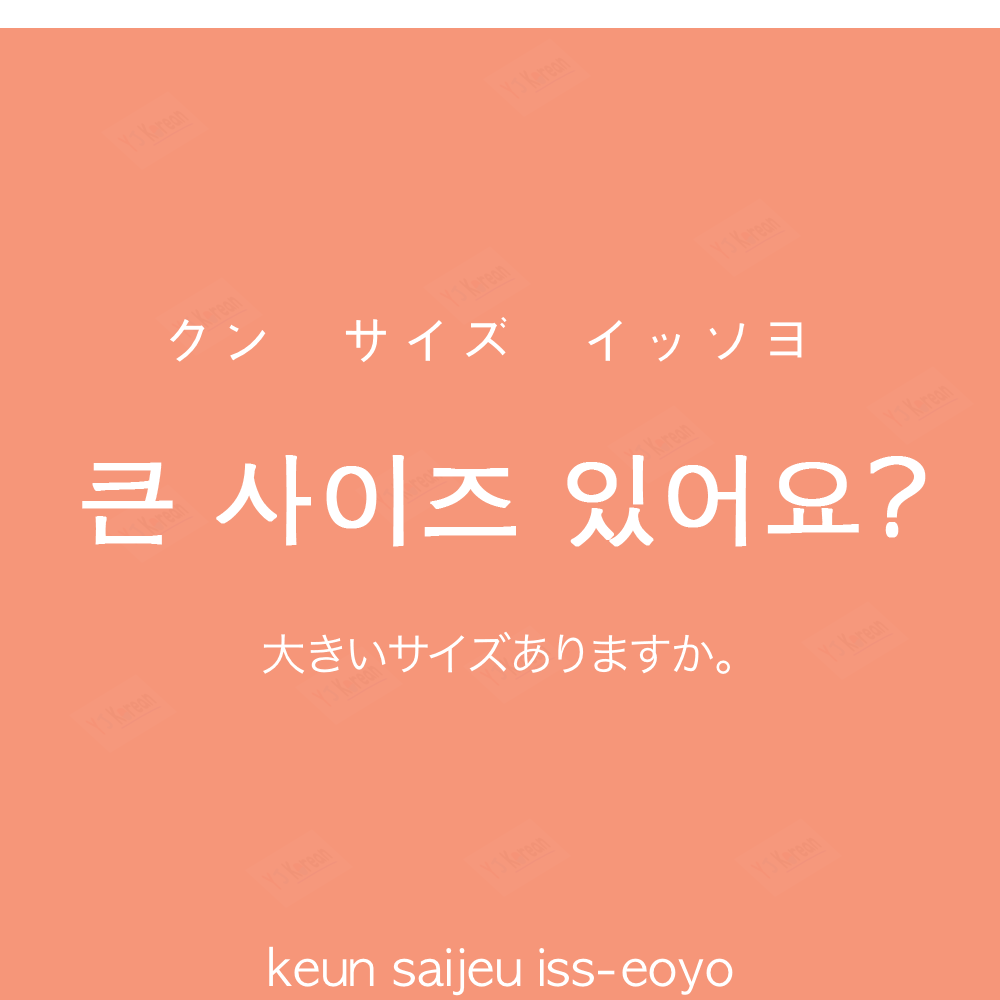 クン　サイズ　イッソヨ
큰 사이즈 있어요?
大きいサイズありますか。
keun saijeu iss-eoyo